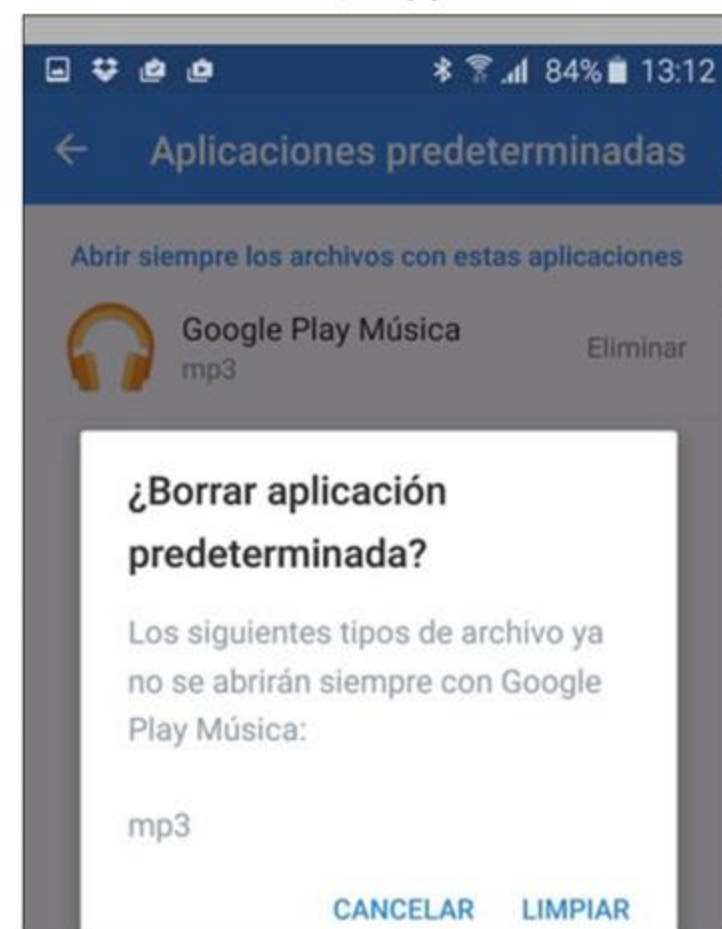 84% 13:12
Aplicaciones predeterminadas
Abrir siempre los archivos con estas aplicaciones
Google Play Música
mp3
Eliminar
¿Borrar aplicación
predeterminada?
Los siguientes tipos de archivo ya
no se abrirán siempre con Google
Play Música:
mp3
CANCELAR LIMPIAR